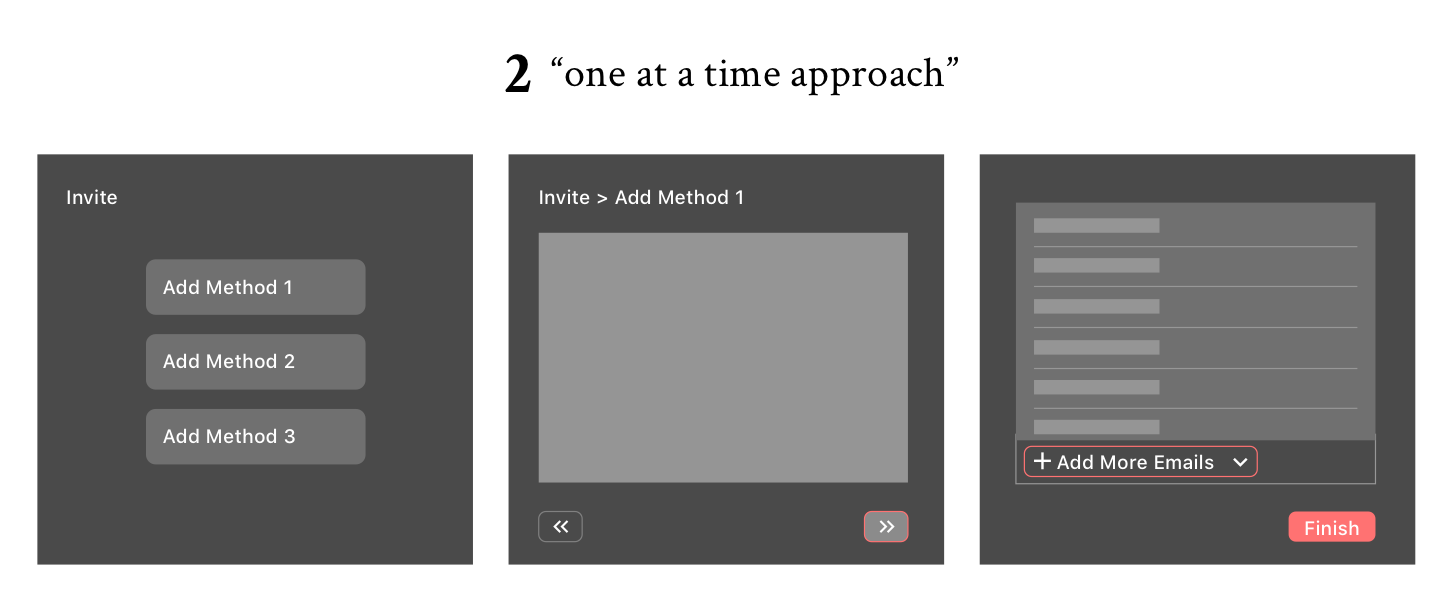 2 “one at a time approach”
Invite
Add Method 1
Add Method 2
Add Method 3
Invite > Add Method 1
Add More Emails
Finish